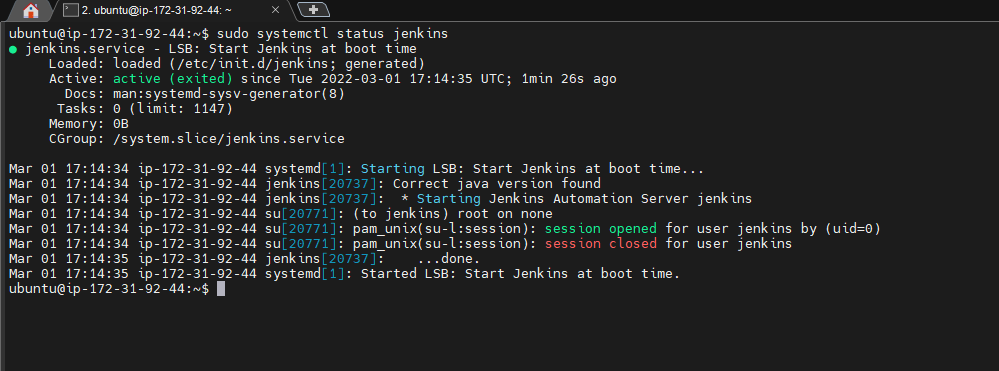 2. ubuntu@ip-172-31-92-44: ~
ubuntu@ip-172-31-92-44:~$ sudo systemctl status jenkins
● jenkins.service - LSB: Start Jenkins at boot time
     Loaded: loaded (/etc/init.d/jenkins; generated)
     Active: active (exited) since Tue 2022-03-01 17:14:35 UTC; 1min 26s ago
       Docs: man:systemd-sysv-generator(8)
      Tasks: 0 (limit: 1147)
     Memory: 0B
     CGroup: /system.slice/jenkins.service

Mar 01 17:14:34 ip-172-31-92-44 systemd[1]: Starting LSB: Start Jenkins at boot time...
Mar 01 17:14:34 ip-172-31-92-44 jenkins[20737]: Correct java version found
Mar 01 17:14:34 ip-172-31-92-44 jenkins[20737]:  * Starting Jenkins Automation Server jenkins
Mar 01 17:14:34 ip-172-31-92-44 su[20771]: (to jenkins) root on none
Mar 01 17:14:34 ip-172-31-92-44 su[20771]: pam_unix(su-l:session): session opened for user jenkins by (uid=0)
Mar 01 17:14:34 ip-172-31-92-44 su[20771]: pam_unix(su-l:session): session closed for user jenkins
Mar 01 17:14:35 ip-172-31-92-44 jenkins[20737]:    ...done.
Mar 01 17:14:35 ip-172-31-92-44 systemd[1]: Started LSB: Start Jenkins at boot time.
ubuntu@ip-172-31-92-44:~$